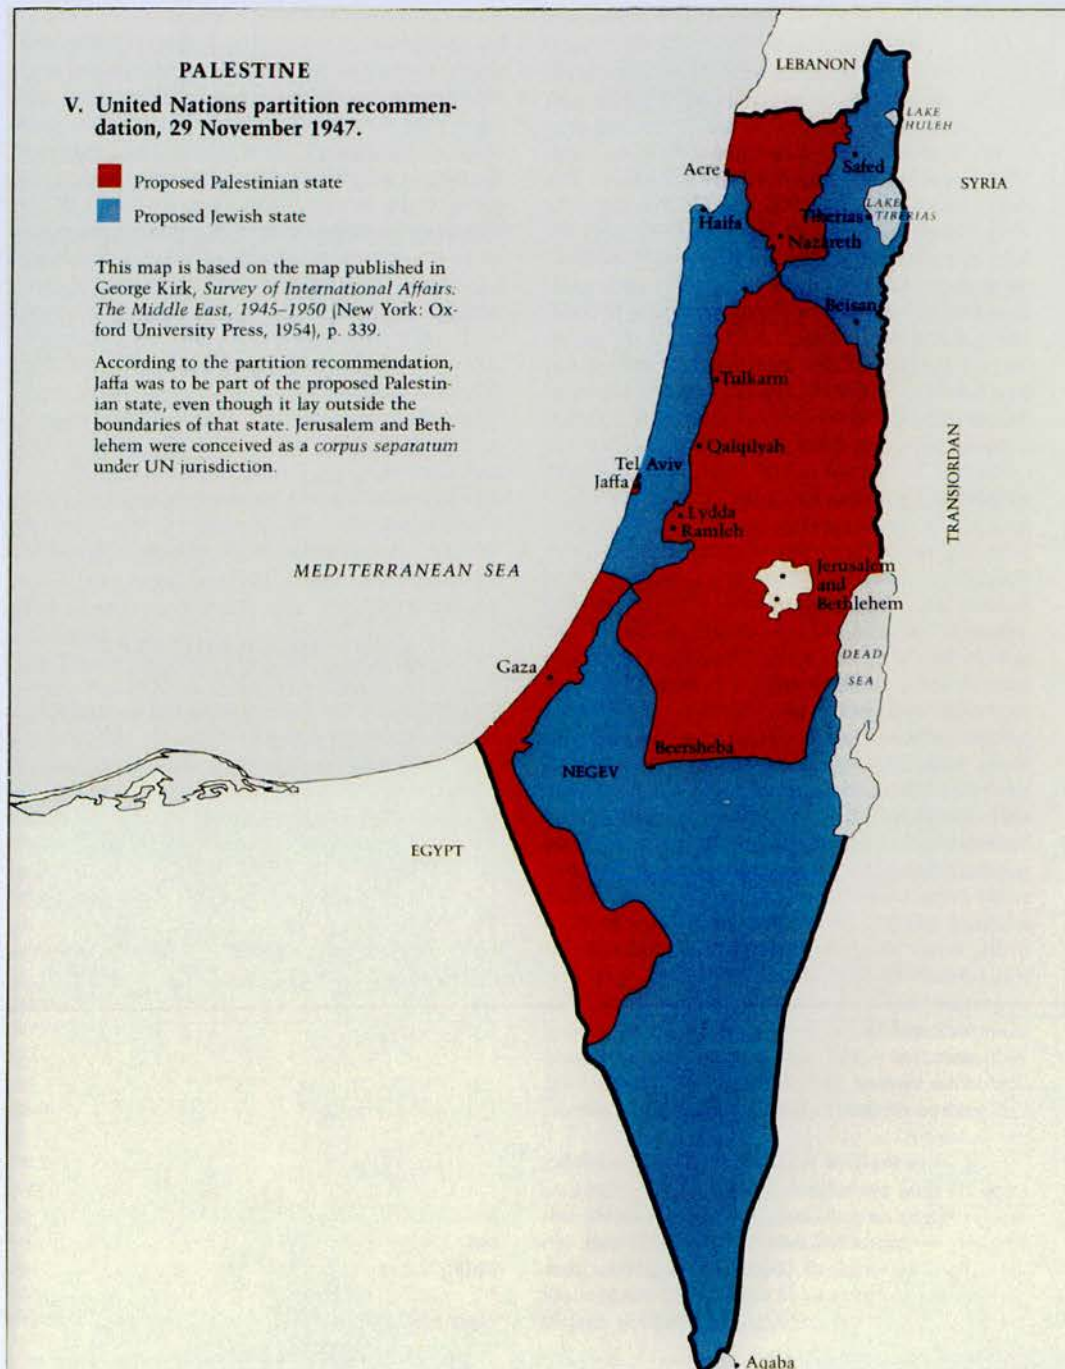 PALESTINE
V. United Nations partition recommen-
dation, 29 November 1947.
Proposed Palestinian state
Proposed Jewish state
This map is based on the map published in
George Kirk, Survey of International Affairs:
The Middle East, 1945–1950 (New York: Ox-
ford University Press, 1954), p. 339.
According to the partition recommendation,
Jaffa was to be part of the proposed Palestin-
ian state, even though it lay outside the
boundaries of that state. Jerusalem and Beth-
lehem were conceived as a corpus separatum
under UN jurisdiction.
LEBANON
LAKE
HULEH
Safed
Acre
SYRIA
LAKE
TIBERIAS
Tiberias
Haifa
Nazareth
Beisan
Tulkarm
Qalqilyah
TRANSJORDAN
Tel Aviv
Jaffa
Lydda
Ramleh
MEDITERRANEAN SEA
Jerusalem
and
Bethlehem
DEAD
SEA
Gaza
Beersheba
NEGEV
EGYPT
Aqaba